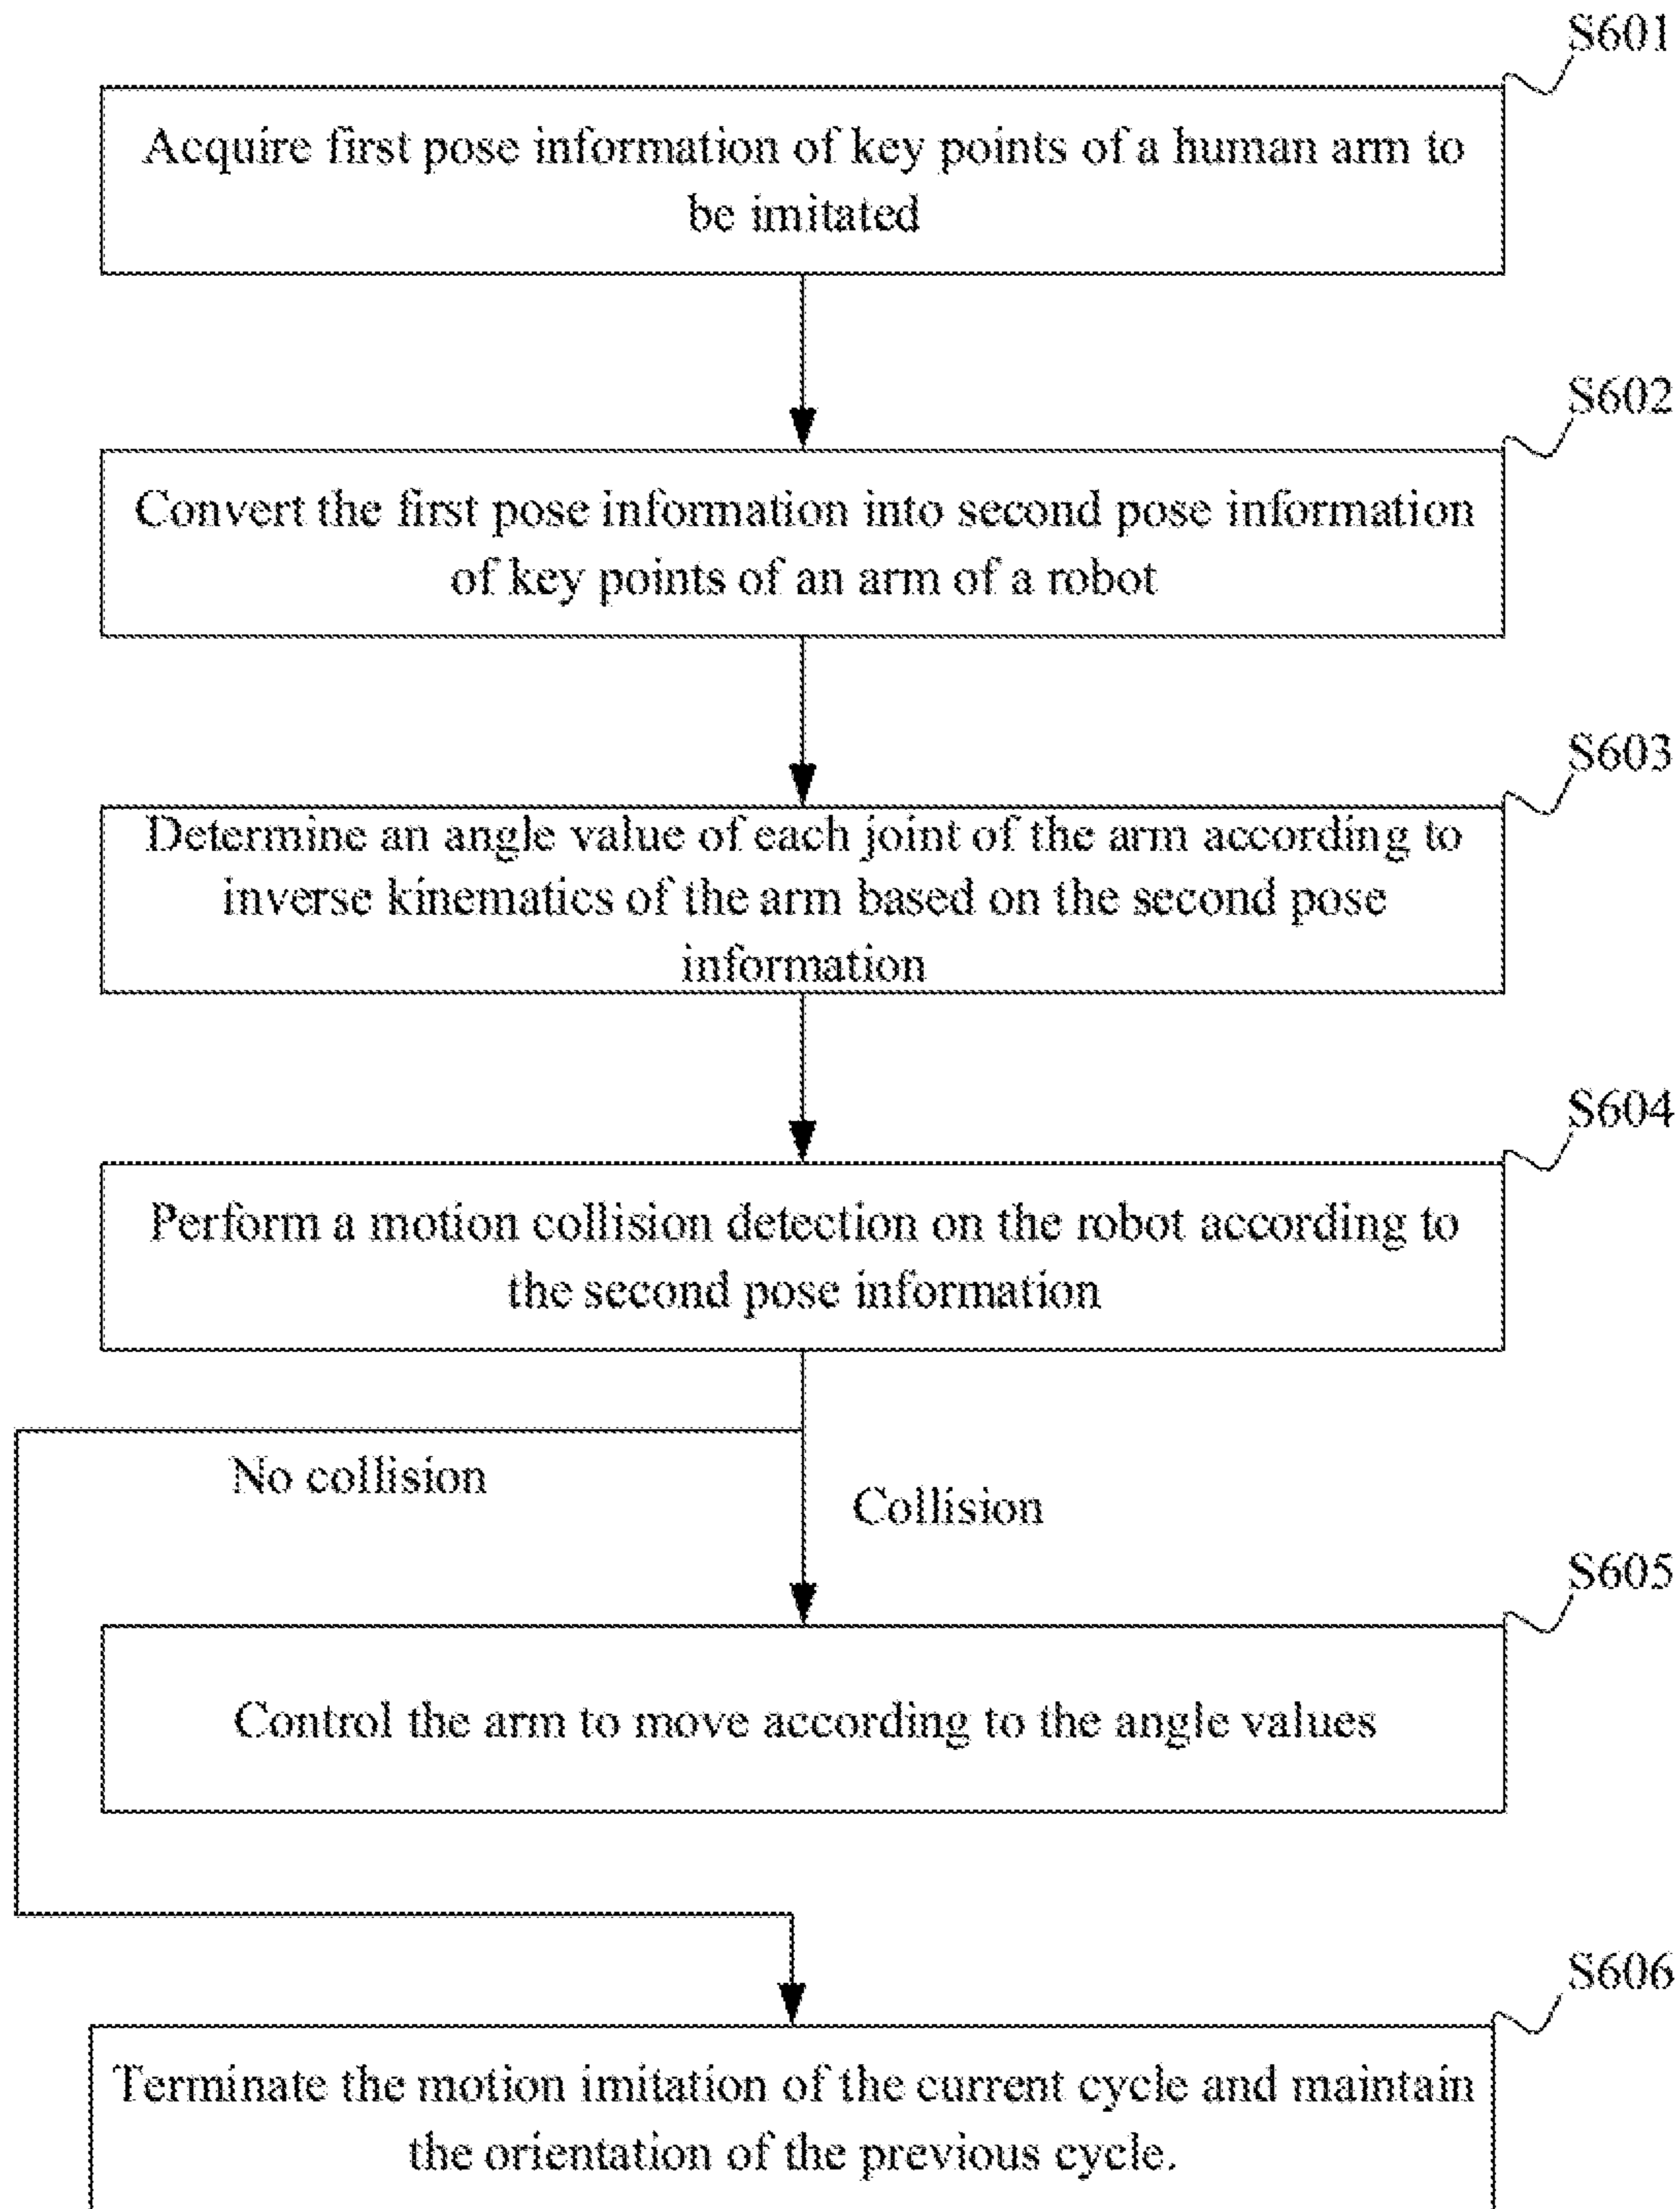 S601
Acquire first pose information of key points of a human arm to
be imitated
S602
Convert the first pose information into second pose information
of key points of an arm of a robot
S603
Determine an angle value of each joint of the arm according to
inverse kinematics of the arm based on the second pose
information
S604
Perform a motion collision detection on the robot according to
the second pose information
No collision
Collision
S605
Control the arm to move according to the angle values
S606
Terminate the motion imitation of the current cycle and maintain
the orientation of the previous cycle.